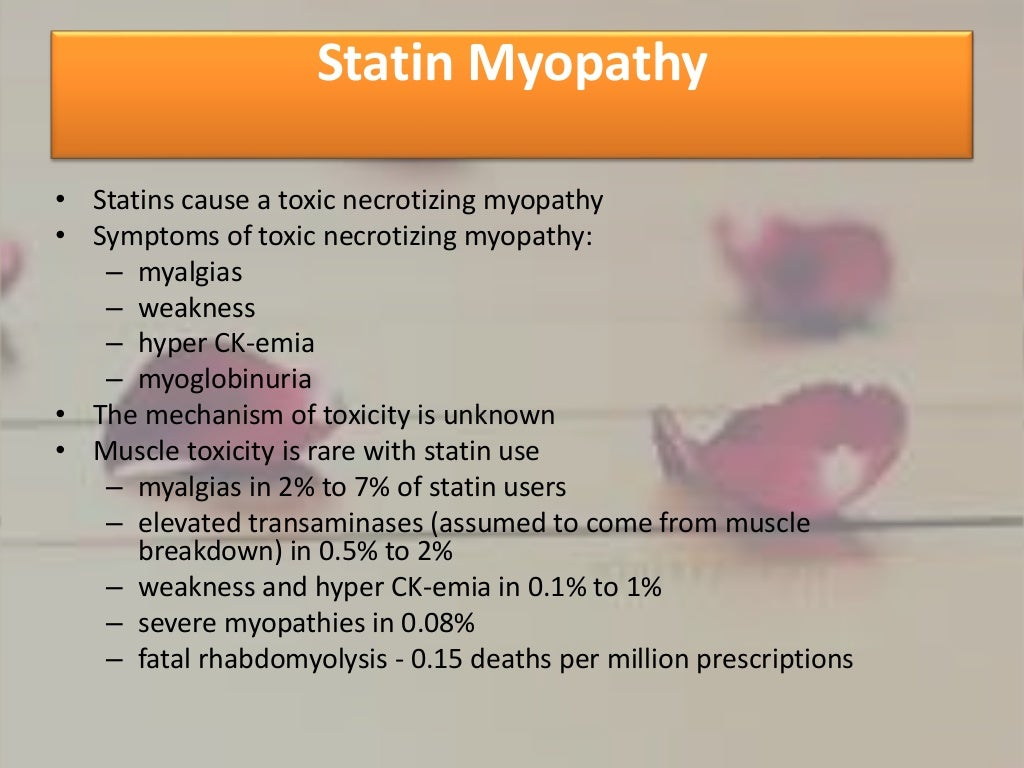 Statin Myopathy
• Statins cause a toxic necrotizing myopathy
• Symptoms of toxic necrotizing myopathy:
– myalgias
– weakness
– hyper CK-emia
– myoglobinuria
• The mechanism of toxicity is unknown
• Muscle toxicity is rare with statin use
– myalgias in 2% to 7% of statin users
– elevated transaminases (assumed to come from muscle
breakdown) in 0.5% to 2%
– weakness and hyper CK-emia in 0.1% to 1%
– severe myopathies in 0.08%
– fatal rhabdomyolysis - 0.15 deaths per million prescriptions